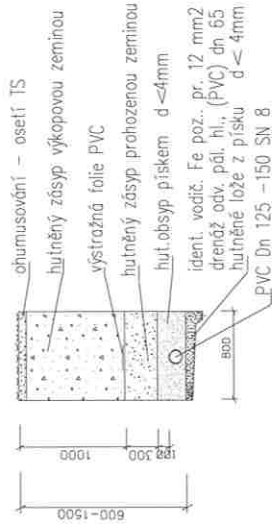 ohumusování – osetí TS
hutněný zásyp výkopovou zeminou
výstražná folie PVC
hutněný zásyp prohozenou zeminou
hut.obsyp pískem d <4mm
ident. vodič. Fe poz.. pr. 12 mm2
drenáž odv. pál. hl., (PVC) dn 65
hutněné lože z písku d < 4mm
PVC Dn 125 –150 SN 8
800
1000
300
600-1500